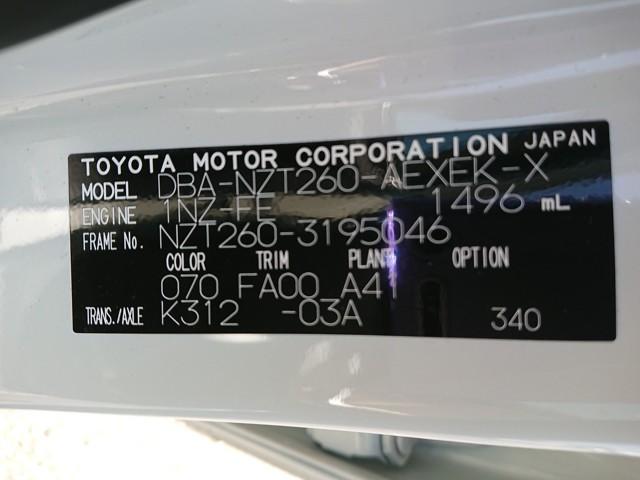 TOYOTA MOTOR CORPORATION JAPAN
MODEL DBA-NZT260-AEXEK-X
ENGINE 1NZ-FE 1496 mL
FRAME No. NZT260-3195046
COLOR TRIM PLANT OPTION
070 FA00 A41
TRANS./AXLE K312 -03A 340